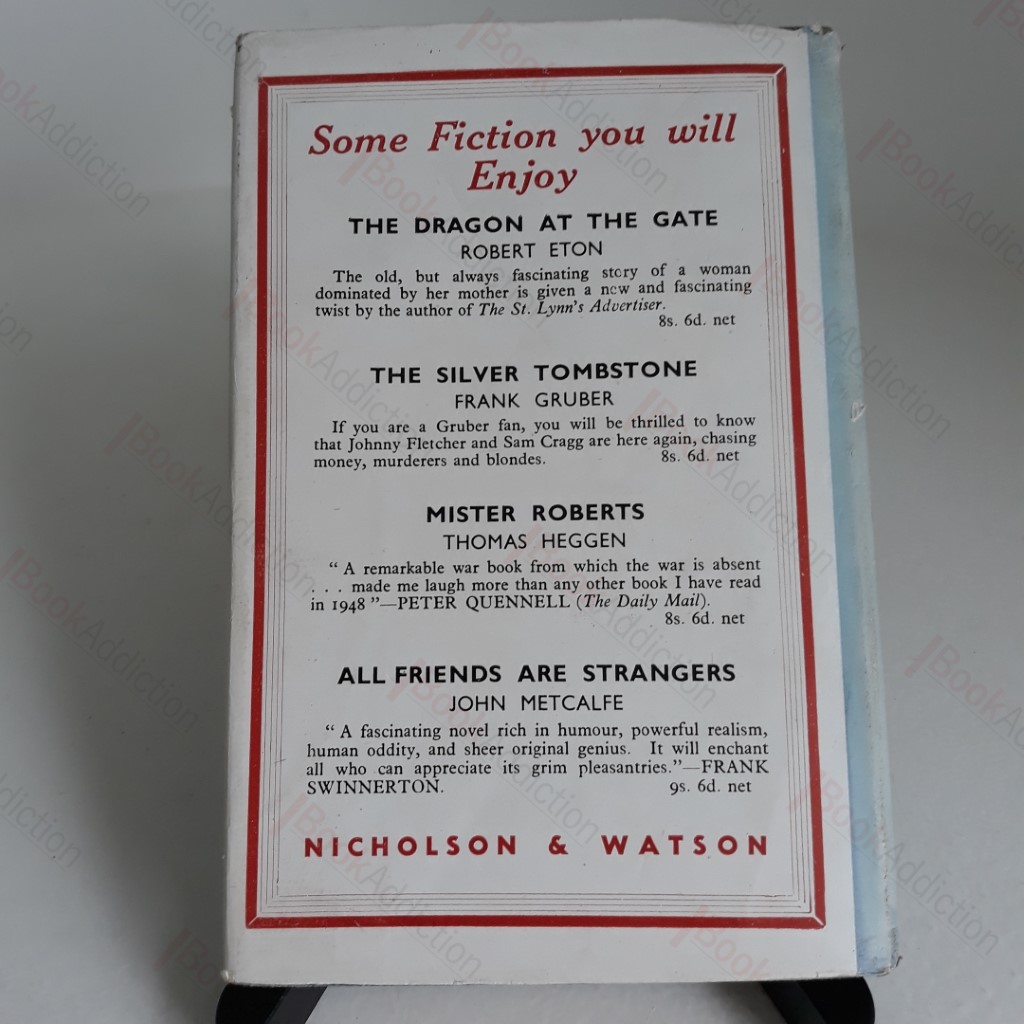 Some Fiction you will
Enjoy
THE DRAGON AT THE GATE
ROBERT ETON
The old, but always fascinating story of a woman
dominated by her mother is given a new and fascinating
twist by the author of The St. Lynn's Advertiser.
8s. 6d. net
THE SILVER TOMBSTONE
FRANK GRUBER
If you are a Gruber fan, you will be thrilled to know
that Johnny Fletcher and Sam Cragg are here again, chasing
money, murderers and blondes. 8s. 6d. net
MISTER ROBERTS
THOMAS HEGGEN
“ A remarkable war book from which the war is absent
. . . made me laugh more than any other book I have read
in 1948 ”—PETER QUENNELL (The Daily Mail).
8s. 6d. net
ALL FRIENDS ARE STRANGERS
JOHN METCALFE
“ A fascinating novel rich in humour, powerful realism,
human oddity, and sheer original genius. It will enchant
all who can appreciate its grim pleasantries.”—FRANK
SWINNERTON. 9s. 6d. net
NICHOLSON & WATSON
BookAddiction